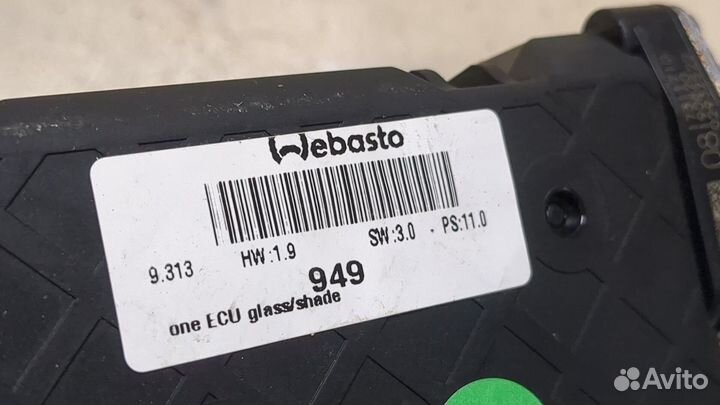 Webasto
9.313 HW:1.9 SW:3.0 - PS:11.0
949
one ECU glass/shade
Avito